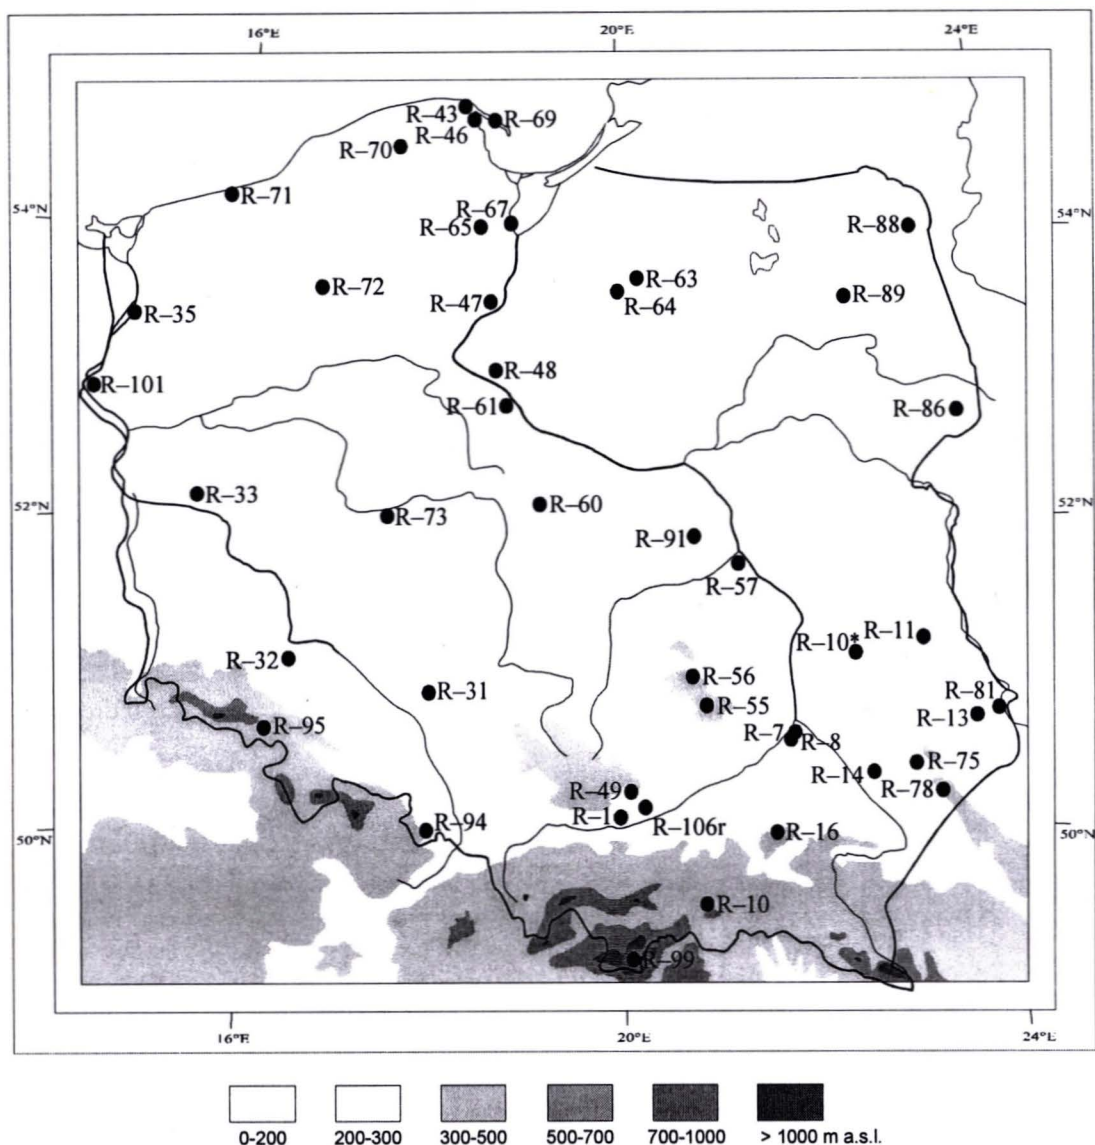 16°E 20°E 24°E
R–43
R–69
R–46
R–70
R–71
54°N
54°N
R–67
R–65
R–88
R–63
R–72
R–89
R–47
R–64
R–35
R–48
R–101
R–61
R–86
R–33
52°N
52°N
R–60
R–73
R–91
R–57
R–11
R–10*
R–32
R–56
R–31
R–81
R–55
R–13
R–95
R–7
R–8
R–75
R–14
R–49
R–78
R–1
50°N
50°N
R–94
R–106r
R–16
R–10
R–99
16°E 20°E 24°E
0-200 200-300 300-500 500-700 700-1000 > 1000 m a.s.l.